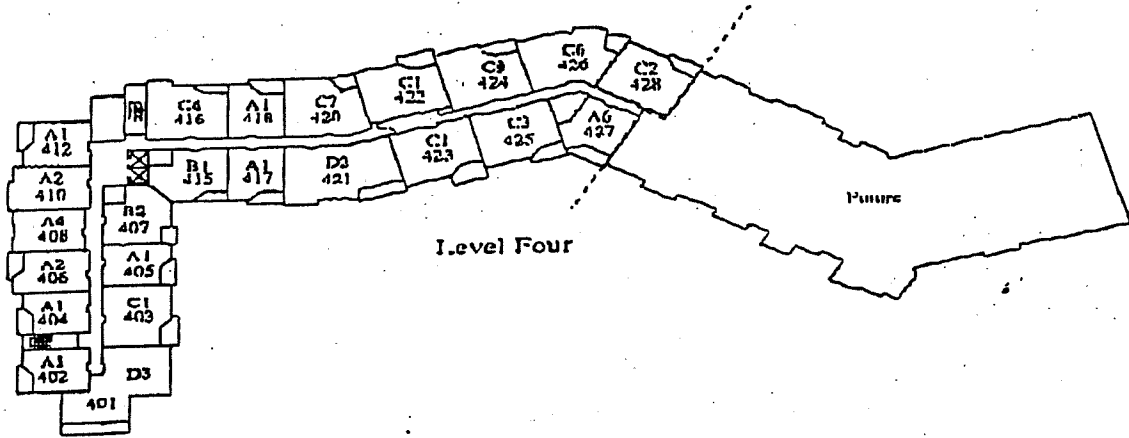 C6
426
C2
428
C3
424
C1
422
C7
420
A1
418
C4
416
A1
412
A2
410
A4
408
A2
406
A1
404
A1
402
B1
415
A1
417
421
C1
423
C3
425
A6
427
B2
407
A1
405
C1
403
D3
401
Level Four
Future